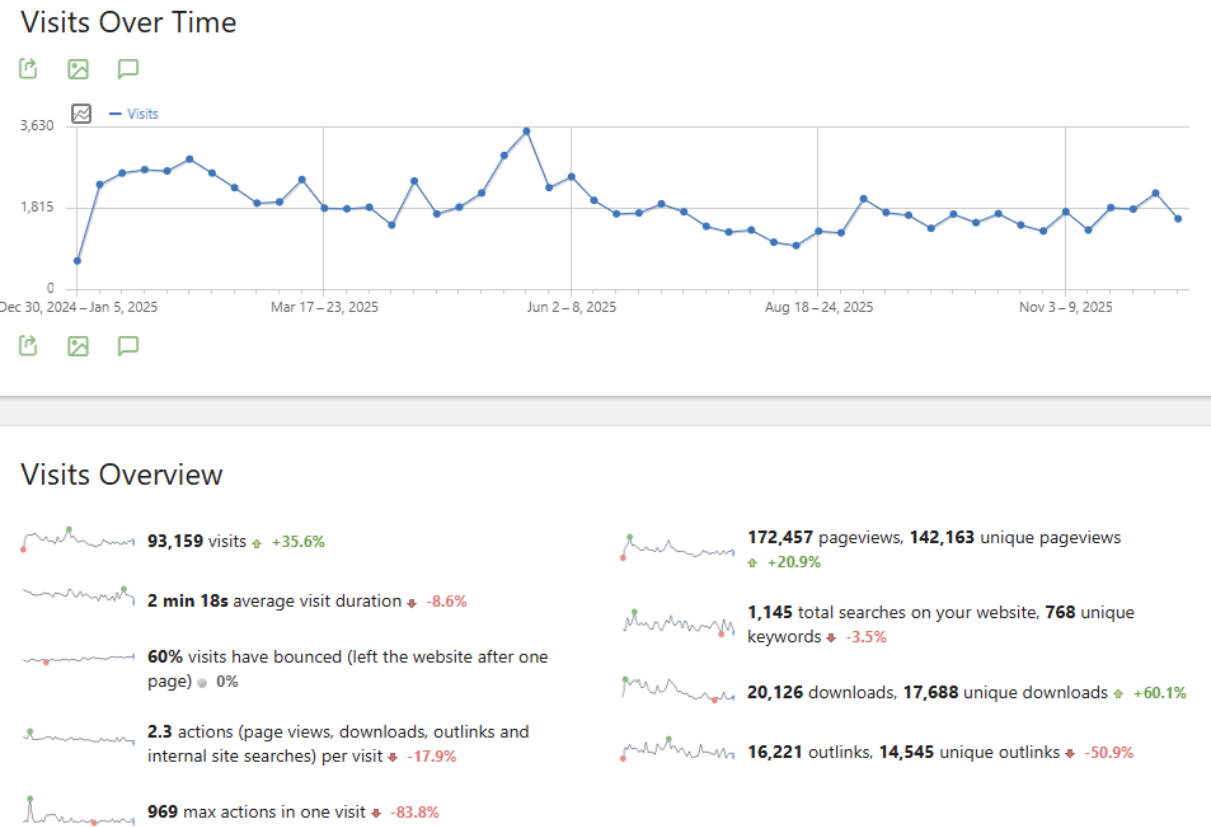 Visits Over Time
Visits
3,630
1,815
0
Dec 30, 2024 – Jan 5, 2025
Mar 17 – 23, 2025
Jun 2 – 8, 2025
Aug 18 – 24, 2025
Nov 3 – 9, 2025
Visits Overview
93,159 visits +35.6%
2 min 18s average visit duration -8.6%
60% visits have bounced (left the website after one
page) 0%
2.3 actions (page views, downloads, outlinks and
internal site searches) per visit -17.9%
969 max actions in one visit -83.8%
172,457 pageviews, 142,163 unique pageviews
+20.9%
1,145 total searches on your website, 768 unique
keywords -3.5%
20,126 downloads, 17,688 unique downloads +60.1%
16,221 outlinks, 14,545 unique outlinks -50.9%